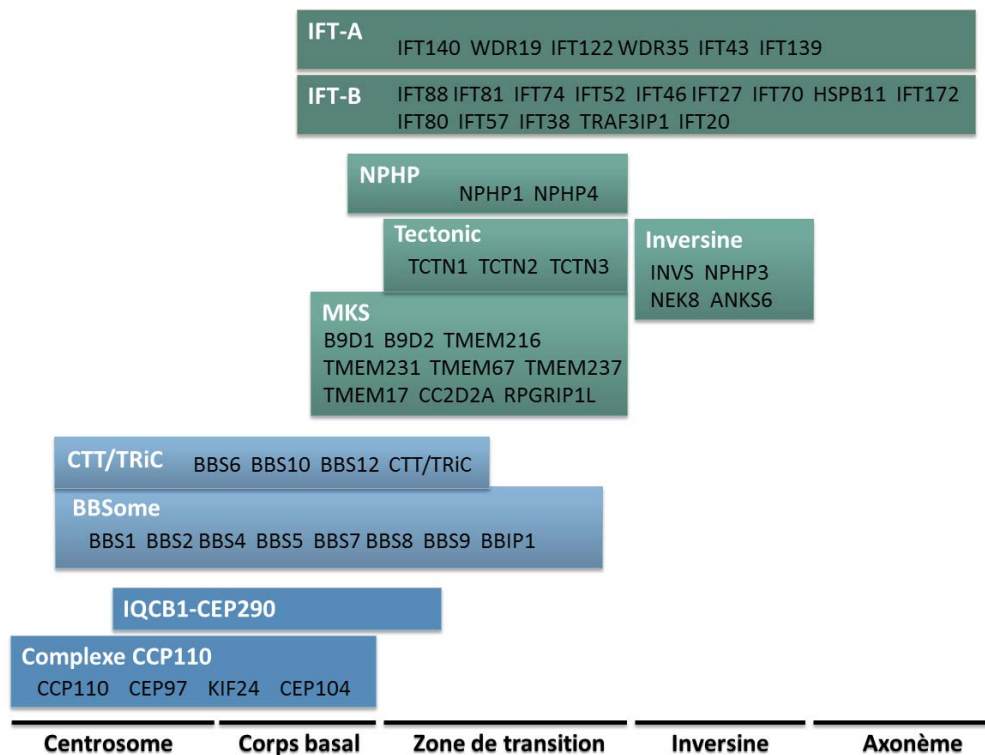 IFT-A
IFT140 WDR19 IFT122 WDR35 IFT43 IFT139
IFT-B
IFT88 IFT81 IFT74 IFT52 IFT46 IFT27 IFT70 HSPB11 IFT172
IFT80 IFT57 IFT38 TRAF3IP1 IFT20
NPHP
NPHP1 NPHP4
Tectonic
TCTN1 TCTN2 TCTN3
Inversine
INVS NPHP3
NEK8 ANKS6
MKS
B9D1 B9D2 TMEM216
TMEM231 TMEM67 TMEM237
TMEM17 CC2D2A RPGRIP1L
CTT/TRiC
BBS6 BBS10 BBS12 CTT/TRiC
BBSome
BBS1 BBS2 BBS4 BBS5 BBS7 BBS8 BBS9 BBIP1
IQCB1-CEP290
Complexe CCP110
CCP110 CEP97 KIF24 CEP104
Centrosome Corps basal Zone de transition Inversine Axonème